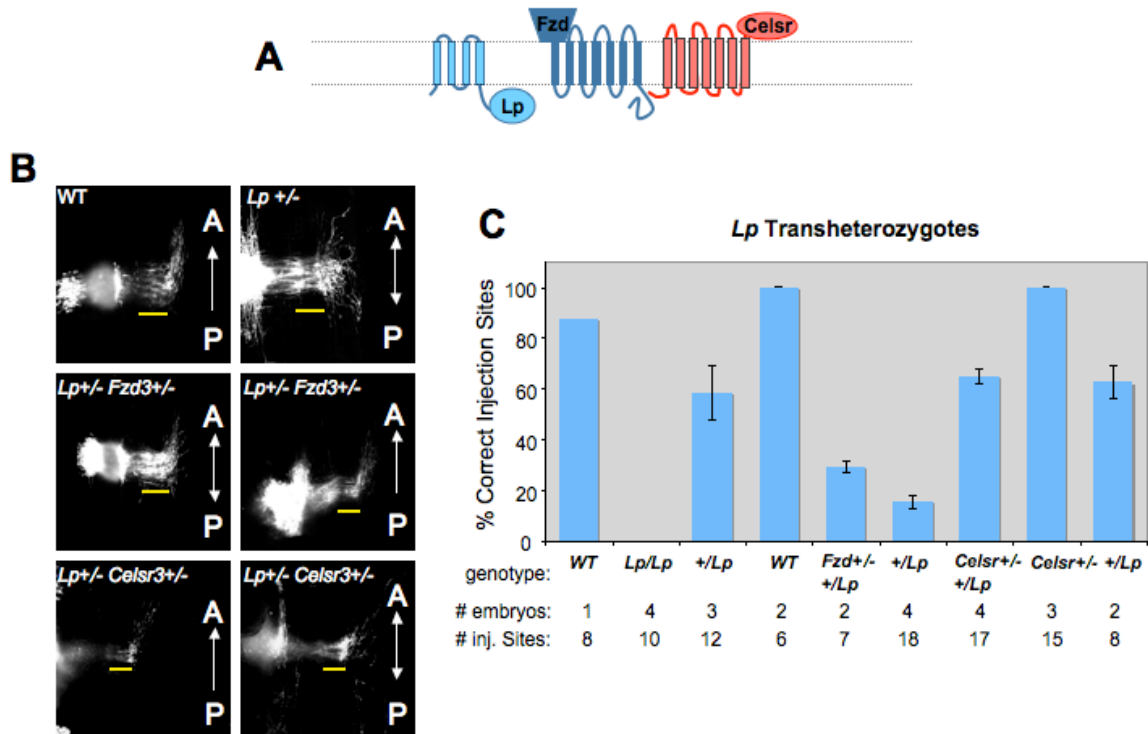 A
Fzd
Celsr
Lp
B
WT
A
P
Lp +/-
A
P
Lp+/- Fzd3+/-
A
P
Lp+/- Fzd3+/-
A
P
Lp+/- Celsr3+/-
A
P
Lp+/- Celsr3+/-
A
P
C
Lp Transheterozygotes
% Correct Injection Sites
100
80
60
40
20
0
genotype: WT Lp/Lp +/Lp WT Fzd+/- +/Lp Celsr+/- Celsr+/- +/Lp
+/Lp +/Lp
# embryos: 1 4 3 2 2 4 4 3 2
# inj. Sites: 8 10 12 6 7 18 17 15 8